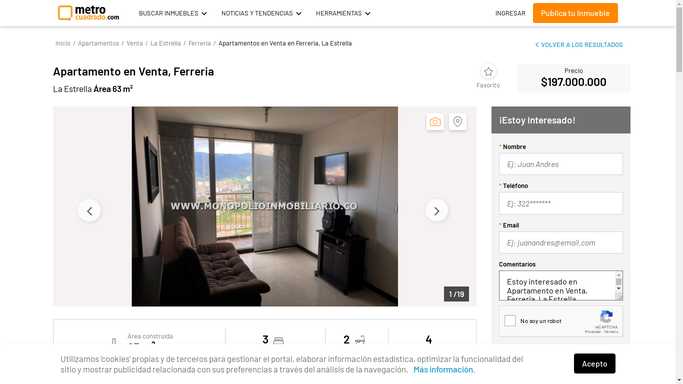 metro
cuadrado.com
BUSCAR INMUEBLES
NOTICIAS Y TENDENCIAS
HERRAMIENTAS
INGRESAR
Publica tu Inmueble
Inicio / Apartamentos / Venta / La Estrella / Ferreria / Apartamentos en Venta en Ferreria, La Estrella
VOLVER A LOS RESULTADOS
Apartamento en Venta, Ferreria
La Estrella Área 63 m²
Favorito
Precio
$197.000.000
WWW.MONOPOLIOINMOBILIARIO.CO
1 /19
¡Estoy Interesado!
* Nombre
Ej: Juan Andres
* Teléfono
Ej: 322*******
* Email
Ej: juanandres@email.com
Comentarios
Estoy interesado en
Apartamento en Venta,
Ferreria, La Estrella
No soy un robot
reCAPTCHA
Privacidad - Términos
Área construida
3
2
4
Utilizamos 'cookies' propias y de terceros para gestionar el portal, elaborar información estadística, optimizar la funcionalidad del
sitio y mostrar publicidad relacionada con sus preferencias a través del análisis de la navegación. Más información.
Acepto